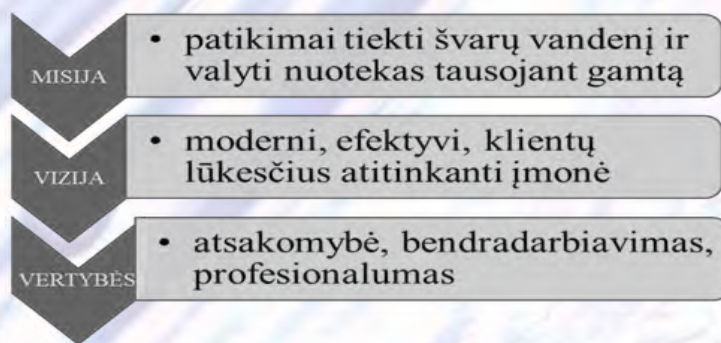 MISIJA
• patikimai tiekti švarų vandenį ir
valyti nuotekas tausojant gamtą
VIZIJA
• moderni, efektyvi, klientų
lūkesčius atitinkanti įmonė
VERTYBĖS
• atsakomybė, bendradarbiavimas,
profesionalumas